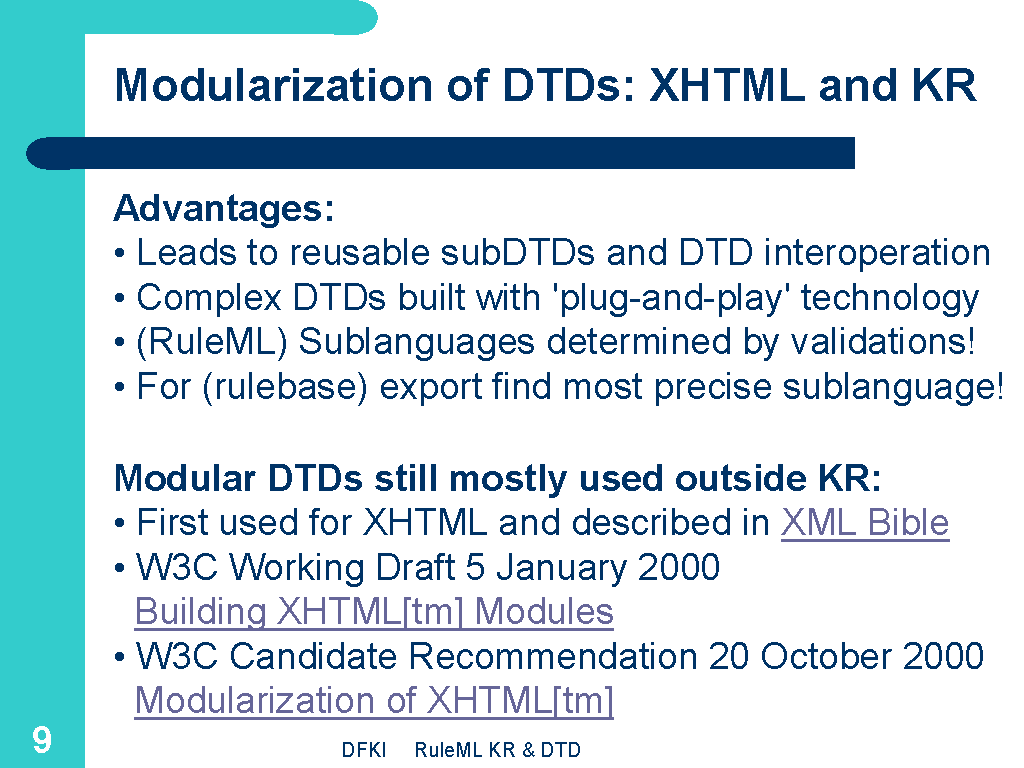 Modularization of DTDs: XHTML and KR
Advantages:
• Leads to reusable subDTDs and DTD interoperation
• Complex DTDs built with 'plug-and-play' technology
• (RuleML) Sublanguages determined by validations!
• For (rulebase) export find most precise sublanguage!
Modular DTDs still mostly used outside KR:
• First used for XHTML and described in XML Bible
• W3C Working Draft 5 January 2000
Building XHTML[tm] Modules
• W3C Candidate Recommendation 20 October 2000
Modularization of XHTML[tm]
9
DFKI RuleML KR & DTD